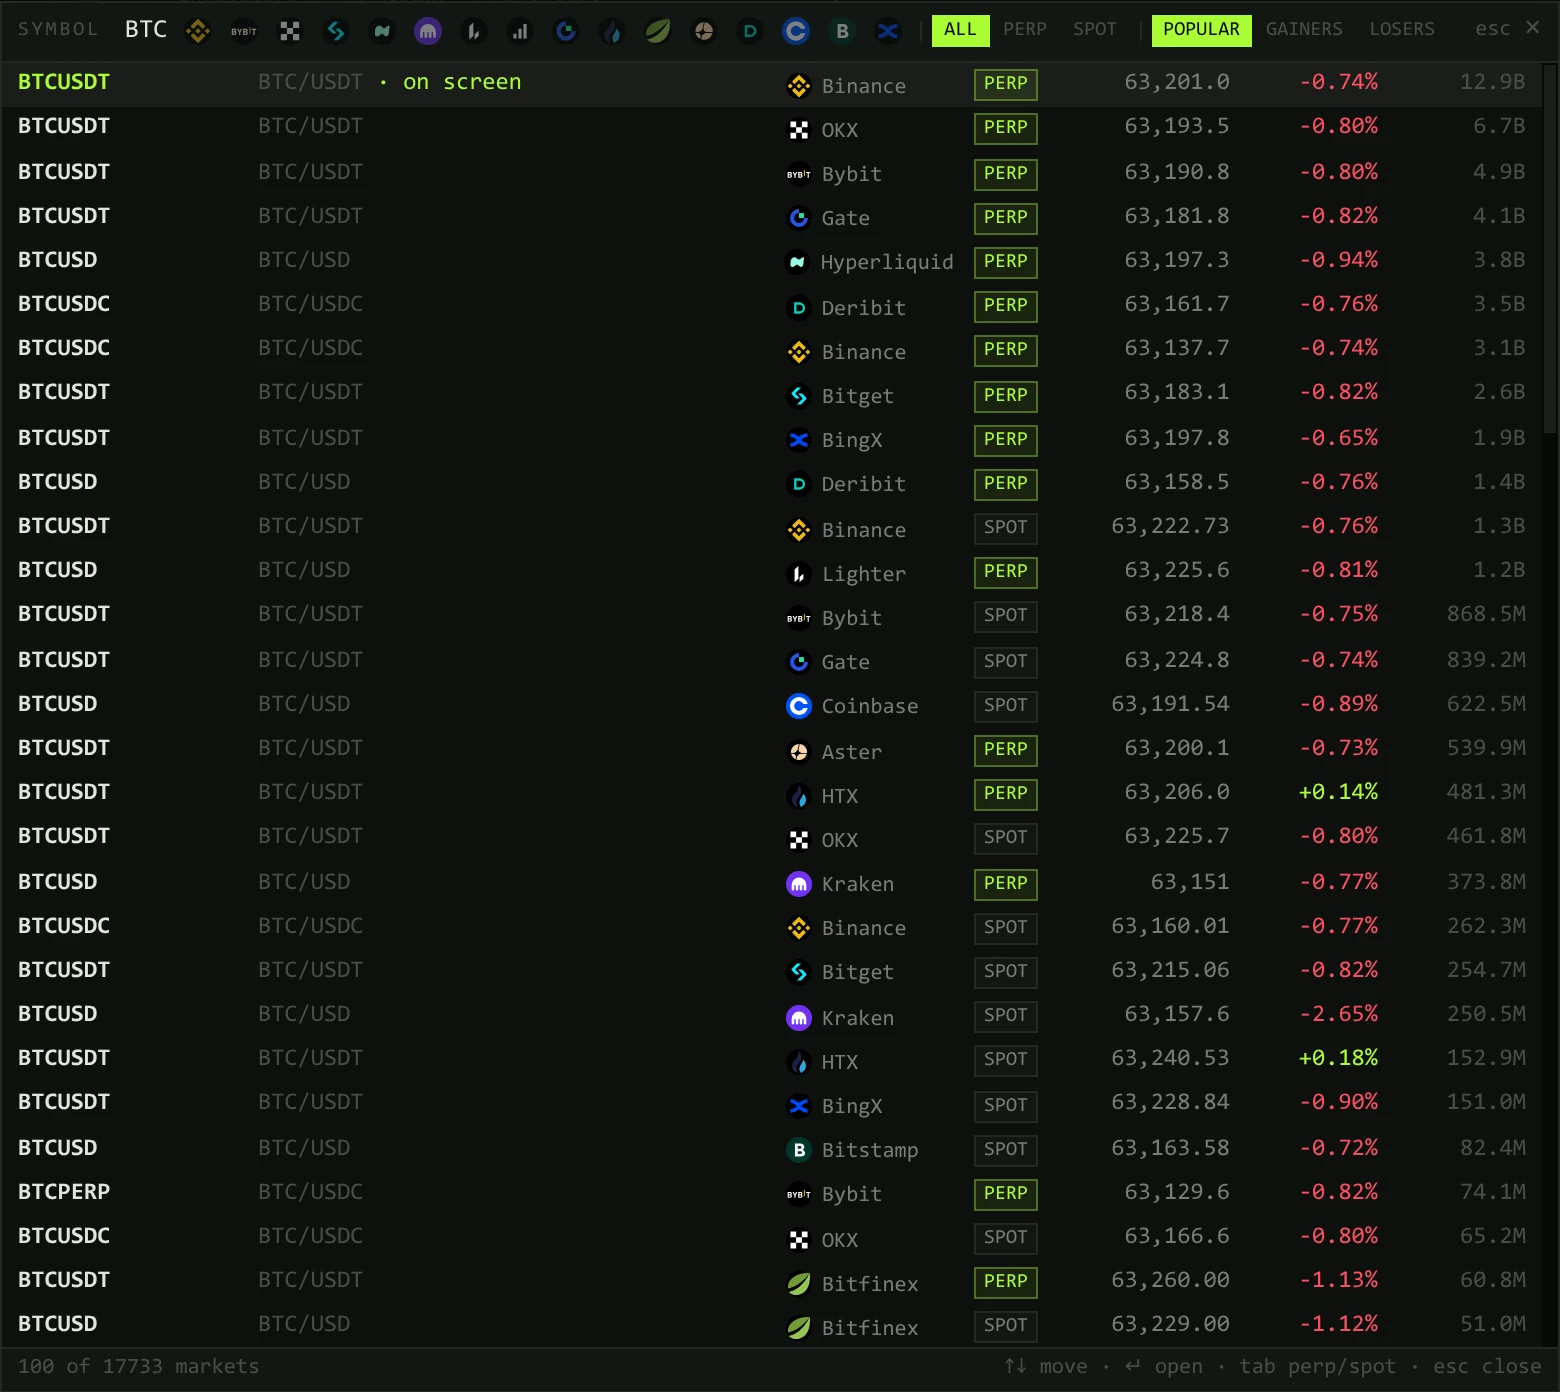 SYMBOL BTC BYBIT ALL PERP SPOT POPULAR GAINERS LOSERS esc ×
BTCUSDT BTC/USDT · on screen Binance PERP 63,201.0 -0.74% 12.9B
BTCUSDT BTC/USDT OKX PERP 63,193.5 -0.80% 6.7B
BTCUSDT BTC/USDT BYBIT Bybit PERP 63,190.8 -0.80% 4.9B
BTCUSDT BTC/USDT Gate PERP 63,181.8 -0.82% 4.1B
BTCUSD BTC/USD Hyperliquid PERP 63,197.3 -0.94% 3.8B
BTCUSDC BTC/USDC Deribit PERP 63,161.7 -0.76% 3.5B
BTCUSDC BTC/USDC Binance PERP 63,137.7 -0.74% 3.1B
BTCUSDT BTC/USDT Bitget PERP 63,183.1 -0.82% 2.6B
BTCUSDT BTC/USDT BingX PERP 63,197.8 -0.65% 1.9B
BTCUSD BTC/USD Deribit PERP 63,158.5 -0.76% 1.4B
BTCUSDT BTC/USDT Binance SPOT 63,222.73 -0.76% 1.3B
BTCUSD BTC/USD Lighter PERP 63,225.6 -0.81% 1.2B
BTCUSDT BTC/USDT BYBIT Bybit SPOT 63,218.4 -0.75% 868.5M
BTCUSDT BTC/USDT Gate SPOT 63,224.8 -0.74% 839.2M
BTCUSD BTC/USD Coinbase SPOT 63,191.54 -0.89% 622.5M
BTCUSDT BTC/USDT Aster PERP 63,200.1 -0.73% 539.9M
BTCUSDT BTC/USDT HTX PERP 63,206.0 +0.14% 481.3M
BTCUSDT BTC/USDT OKX SPOT 63,225.7 -0.80% 461.8M
BTCUSD BTC/USD Kraken PERP 63,151 -0.77% 373.8M
BTCUSDC BTC/USDC Binance SPOT 63,160.01 -0.77% 262.3M
BTCUSDT BTC/USDT Bitget SPOT 63,215.06 -0.82% 254.7M
BTCUSD BTC/USD Kraken SPOT 63,157.6 -2.65% 250.5M
BTCUSDT BTC/USDT HTX SPOT 63,240.53 +0.18% 152.9M
BTCUSDT BTC/USDT BingX SPOT 63,228.84 -0.90% 151.0M
BTCUSD BTC/USD Bitstamp SPOT 63,163.58 -0.72% 82.4M
BTCPERP BTC/USDC BYBIT Bybit PERP 63,129.6 -0.82% 74.1M
BTCUSDC BTC/USDC OKX SPOT 63,166.6 -0.80% 65.2M
BTCUSDT BTC/USDT Bitfinex PERP 63,260.00 -1.13% 60.8M
BTCUSD BTC/USD Bitfinex SPOT 63,229.00 -1.12% 51.0M
100 of 17733 markets ↑↓ move · ↵ open · tab perp/spot · esc close